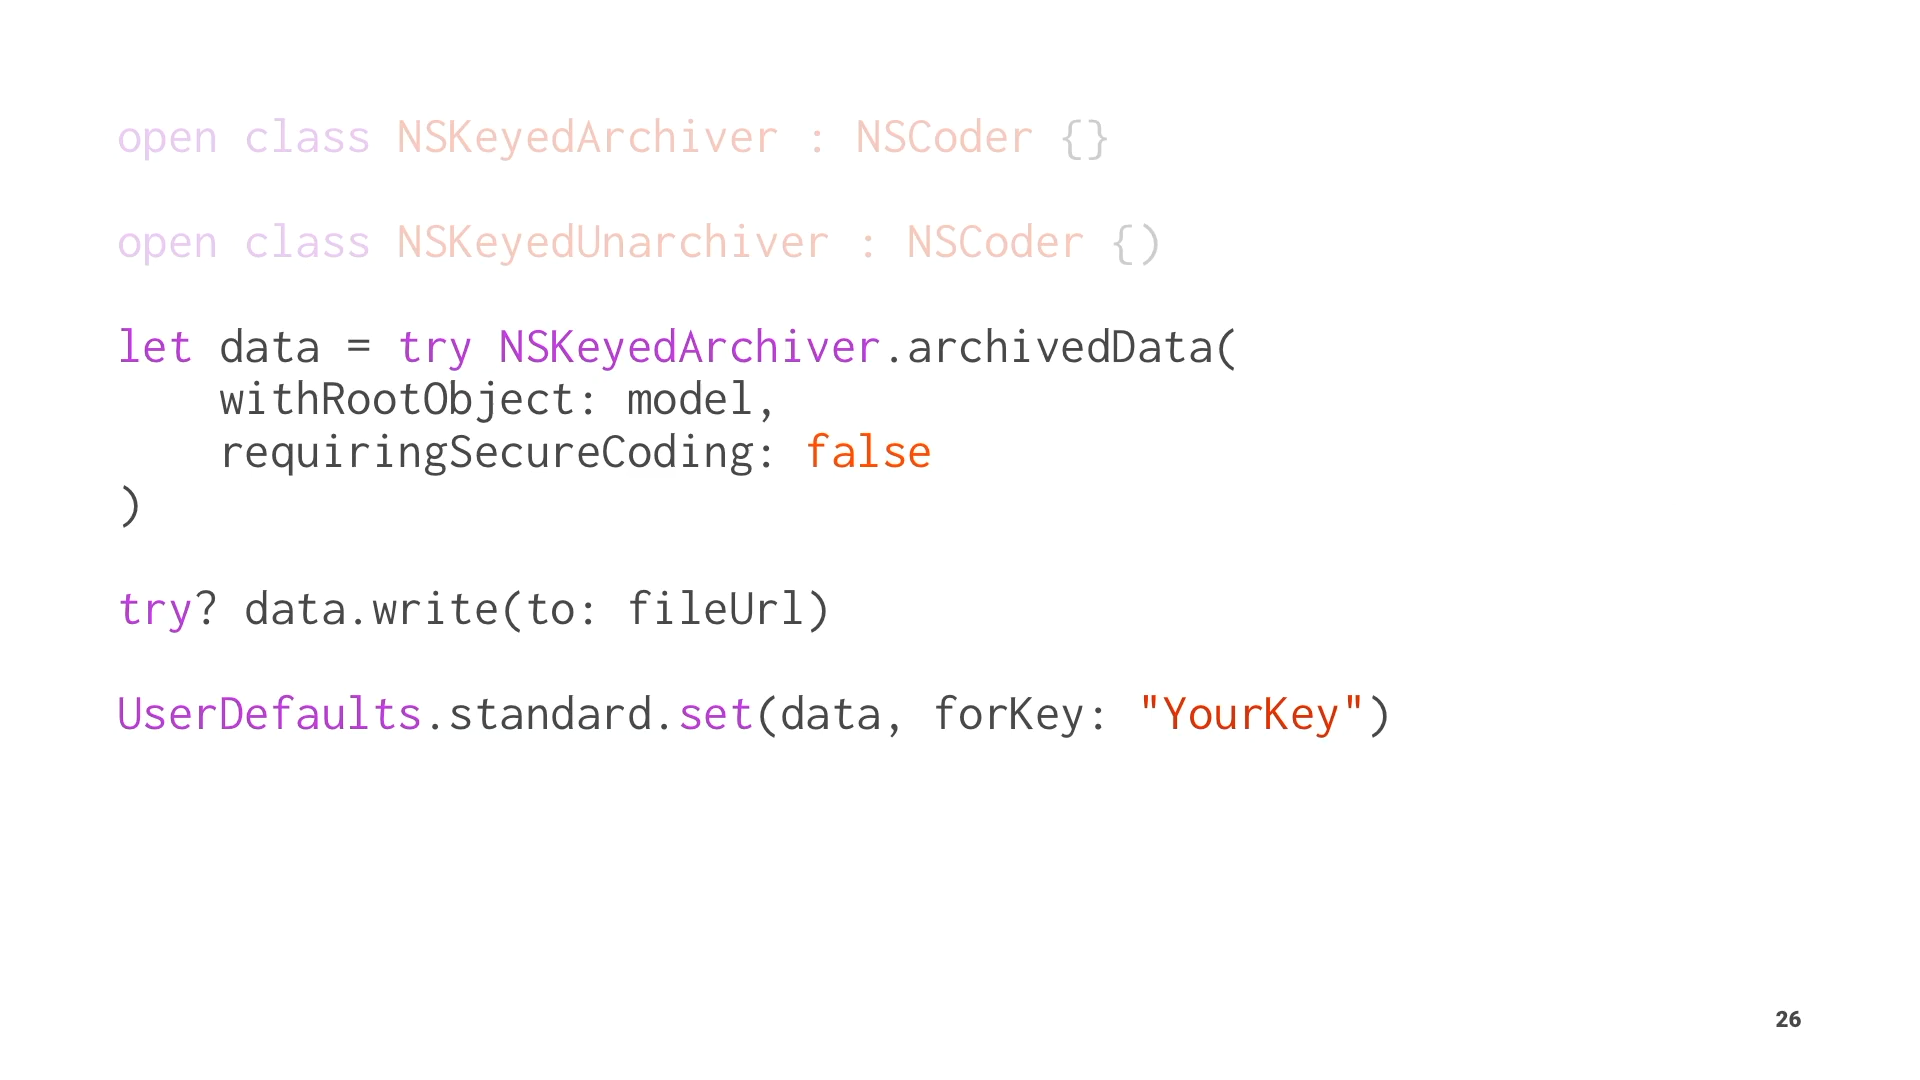 open class NSKeyedArchiver : NSCoder {}
open class NSKeyedUnarchiver : NSCoder {)
let data = try NSKeyedArchiver.archivedData(
    withRootObject: model,
    requiringSecureCoding: false
)
try? data.write(to: fileUrl)
UserDefaults.standard.set(data, forKey: "YourKey")
26